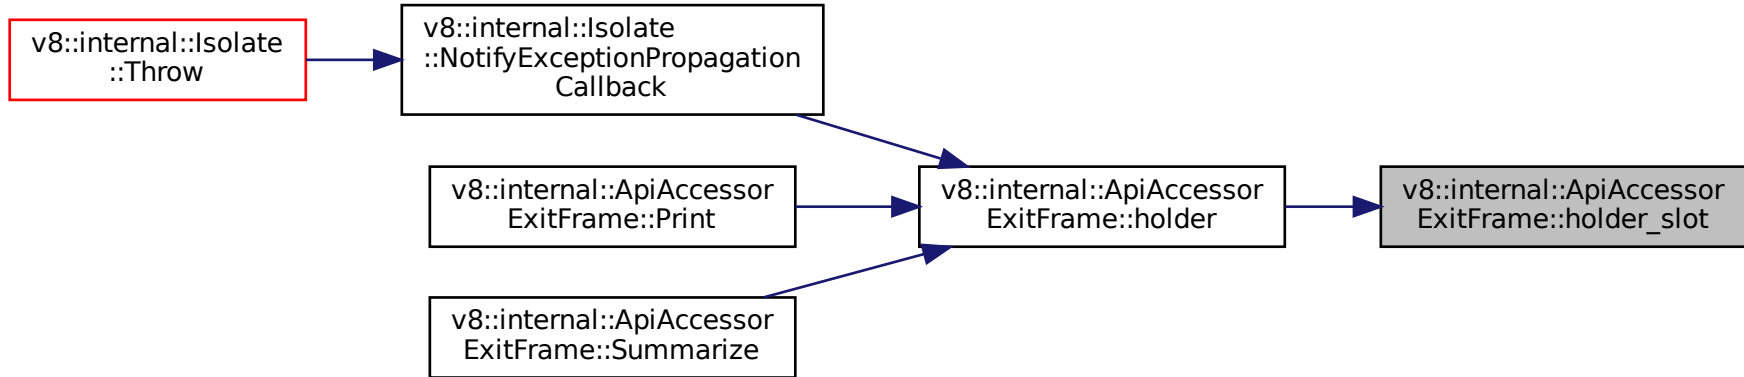 v8::internal::Isolate
::Throw
v8::internal::Isolate
::NotifyExceptionPropagation
Callback
v8::internal::ApiAccessor
ExitFrame::Print
v8::internal::ApiAccessor
ExitFrame::Summarize
v8::internal::ApiAccessor
ExitFrame::holder
v8::internal::ApiAccessor
ExitFrame::holder_slot